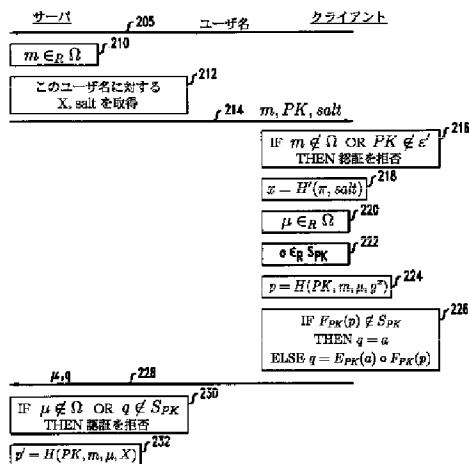 サーバ
ユーザ名
クライアント
205
210
m ∈R Ω
212
このユーザ名に対する
X, salt を取得
214
m, PK, salt
216
IF m ∉ Ω OR PK ∉ ε'
THEN 認証を拒否
218
x = H'(π, salt)
220
μ ∈R Ω
222
a ∈R SPK
224
p = H(PK, m, μ, g^x)
226
IF FPK(p) ∉ SPK
THEN q = a
ELSE q = EPK(a) ∘ FPK(p)
μ,q
228
230
IF μ ∉ Ω OR q ∉ SPK
THEN 認証を拒否
232
p' = H(PK, m, μ, X)